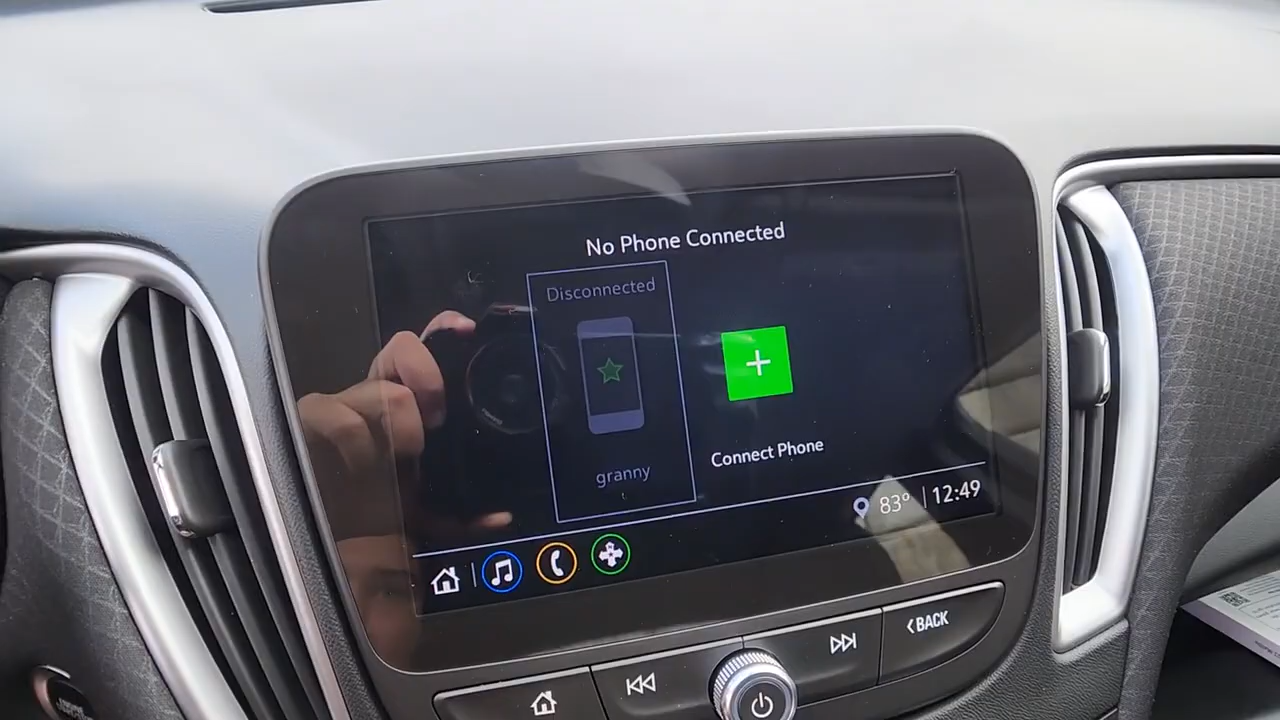 No Phone Connected
Disconnected
granny
Connect Phone
83° 12:49
< BACK